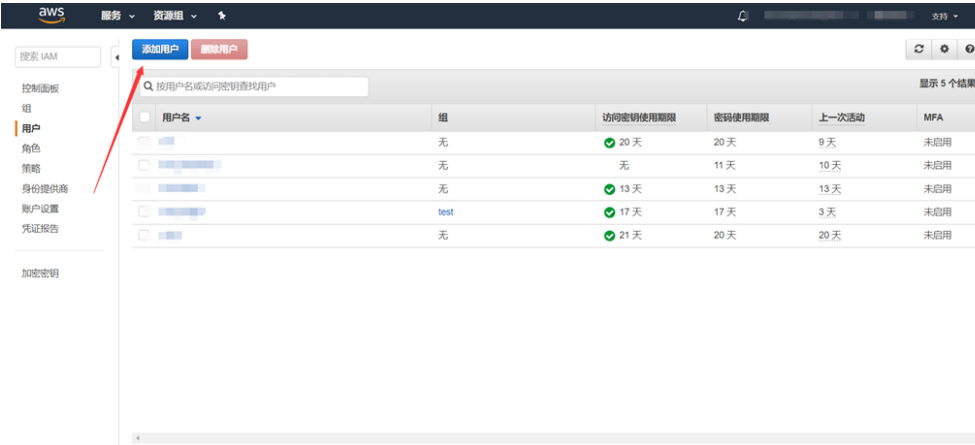 aws 服务 资源组 支持
搜索 IAM
添加用户 删除用户
控制面板
组
用户
角色
策略
身份提供商
账户设置
凭证报告
加密密钥
按用户名或访问密钥查找用户
显示 5 个结果
用户名 组 访问密钥使用期限 密码使用期限 上一次活动 MFA
无 20 天 20 天 9 天 未启用
无 无 11 天 10 天 未启用
无 13 天 13 天 13 天 未启用
test 17 天 17 天 3 天 未启用
无 21 天 20 天 20 天 未启用